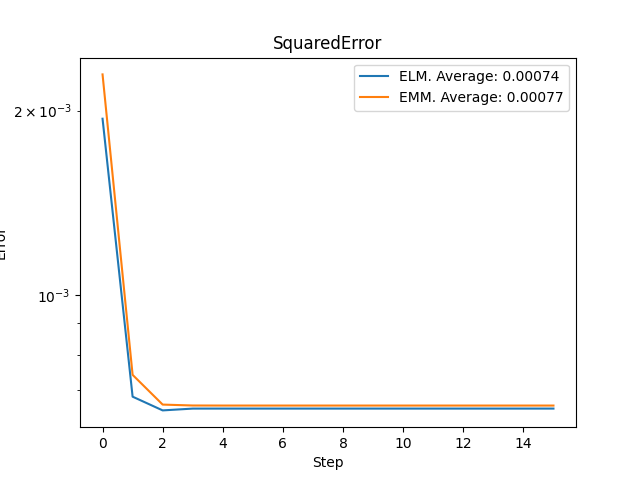 SquaredError
ELM. Average: 0.00074
EMM. Average: 0.00077
2 × 10⁻³
10⁻³
Error
0 2 4 6 8 10 12 14
Step